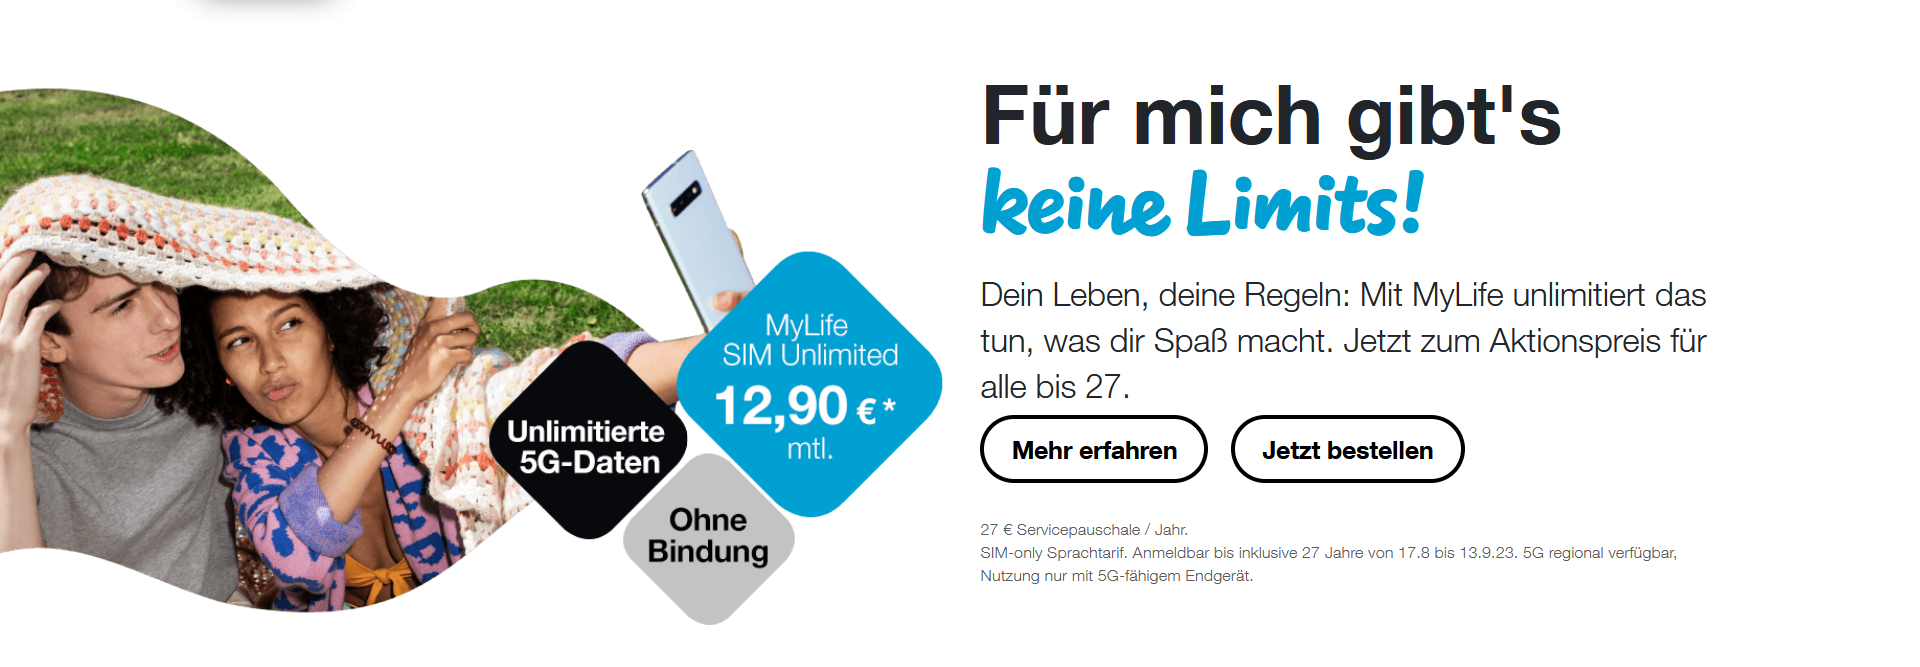 Für mich gibt's
keine Limits!
Dein Leben, deine Regeln: Mit MyLife unlimitiert das
tun, was dir Spaß macht. Jetzt zum Aktionspreis für
alle bis 27.
Mehr erfahren
Jetzt bestellen
27 € Servicepauschale / Jahr.
SIM-only Sprachtarif. Anmeldbar bis inklusive 27 Jahre von 17.8 bis 13.9.23. 5G regional verfügbar,
Nutzung nur mit 5G-fähigem Endgerät.
MyLife
SIM Unlimited
12,90 € *
mtl.
Unlimitierte
5G-Daten
Ohne
Bindung